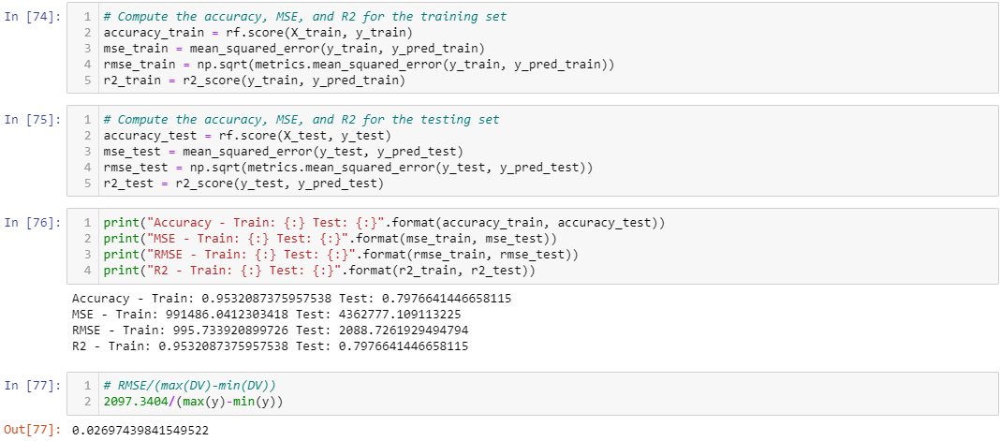 In [74]:
1 # Compute the accuracy, MSE, and R2 for the training set
2 accuracy_train = rf.score(X_train, y_train)
3 mse_train = mean_squared_error(y_train, y_pred_train)
4 rmse_train = np.sqrt(metrics.mean_squared_error(y_train, y_pred_train))
5 r2_train = r2_score(y_train, y_pred_train)
In [75]:
1 # Compute the accuracy, MSE, and R2 for the testing set
2 accuracy_test = rf.score(X_test, y_test)
3 mse_test = mean_squared_error(y_test, y_pred_test)
4 rmse_test = np.sqrt(metrics.mean_squared_error(y_test, y_pred_test))
5 r2_test = r2_score(y_test, y_pred_test)
In [76]:
1 print("Accuracy - Train: {:} Test: {:}".format(accuracy_train, accuracy_test))
2 print("MSE - Train: {:} Test: {:}".format(mse_train, mse_test))
3 print("RMSE - Train: {:} Test: {:}".format(rmse_train, rmse_test))
4 print("R2 - Train: {:} Test: {:}".format(r2_train, r2_test))
Accuracy - Train: 0.9532087375957538 Test: 0.7976641446658115
MSE - Train: 991486.0412303418 Test: 4362777.109113225
RMSE - Train: 995.733920899726 Test: 2088.7261929494794
R2 - Train: 0.9532087375957538 Test: 0.7976641446658115
In [77]:
1 # RMSE/(max(DV)-min(DV))
2 2097.3404/(max(y)-min(y))
Out[77]: 0.02697439841549522